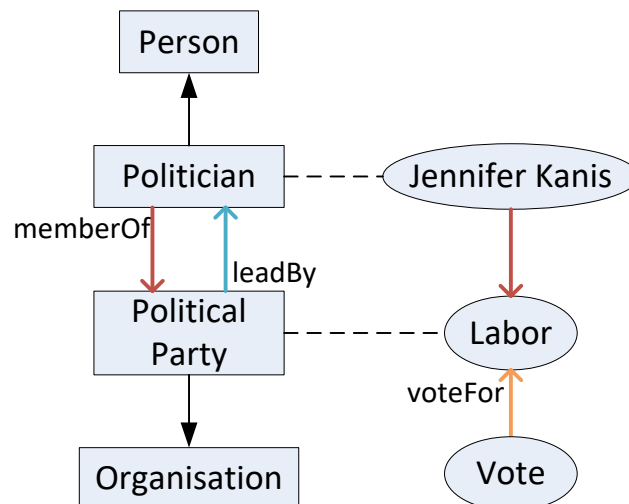 Person
Politician
Jennifer Kanis
memberOf
leadBy
Political
Party
Labor
voteFor
Organisation
Vote